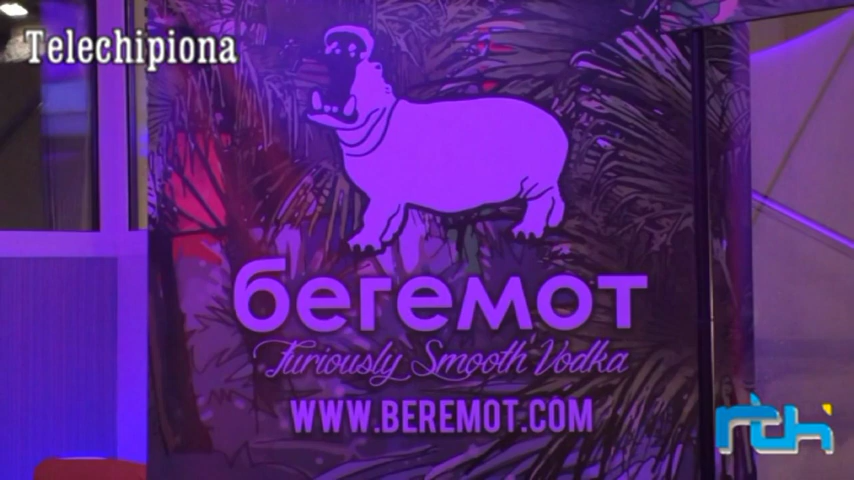 Telechipiona
бегемот
Furiously Smooth Vodka
WWW.BEREMOT.COM
rtch